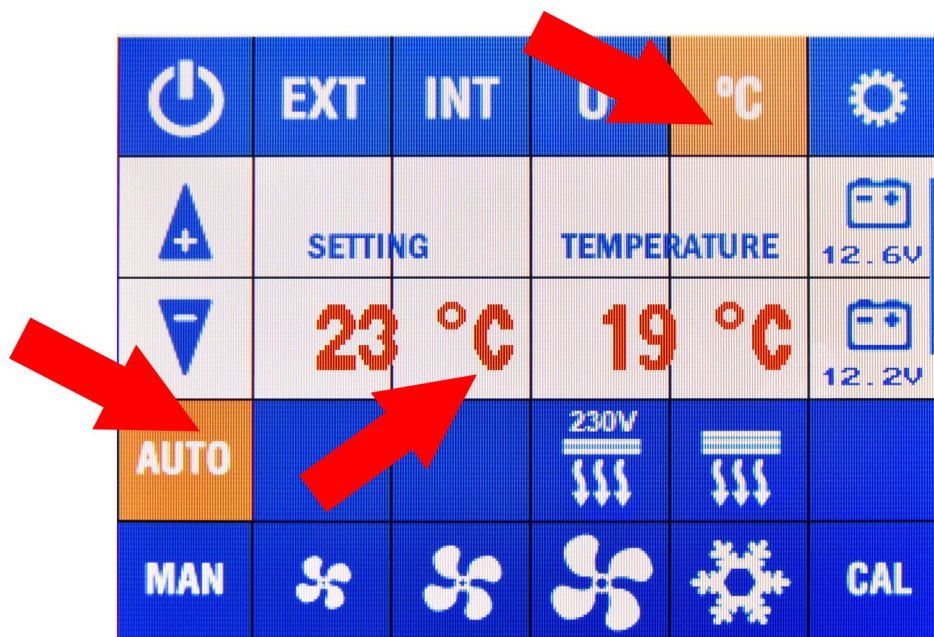 EXT INT U °C
SETTING TEMPERATURE 12.6V
23 °C 19 °C 12.2V
AUTO 230V
MAN CAL